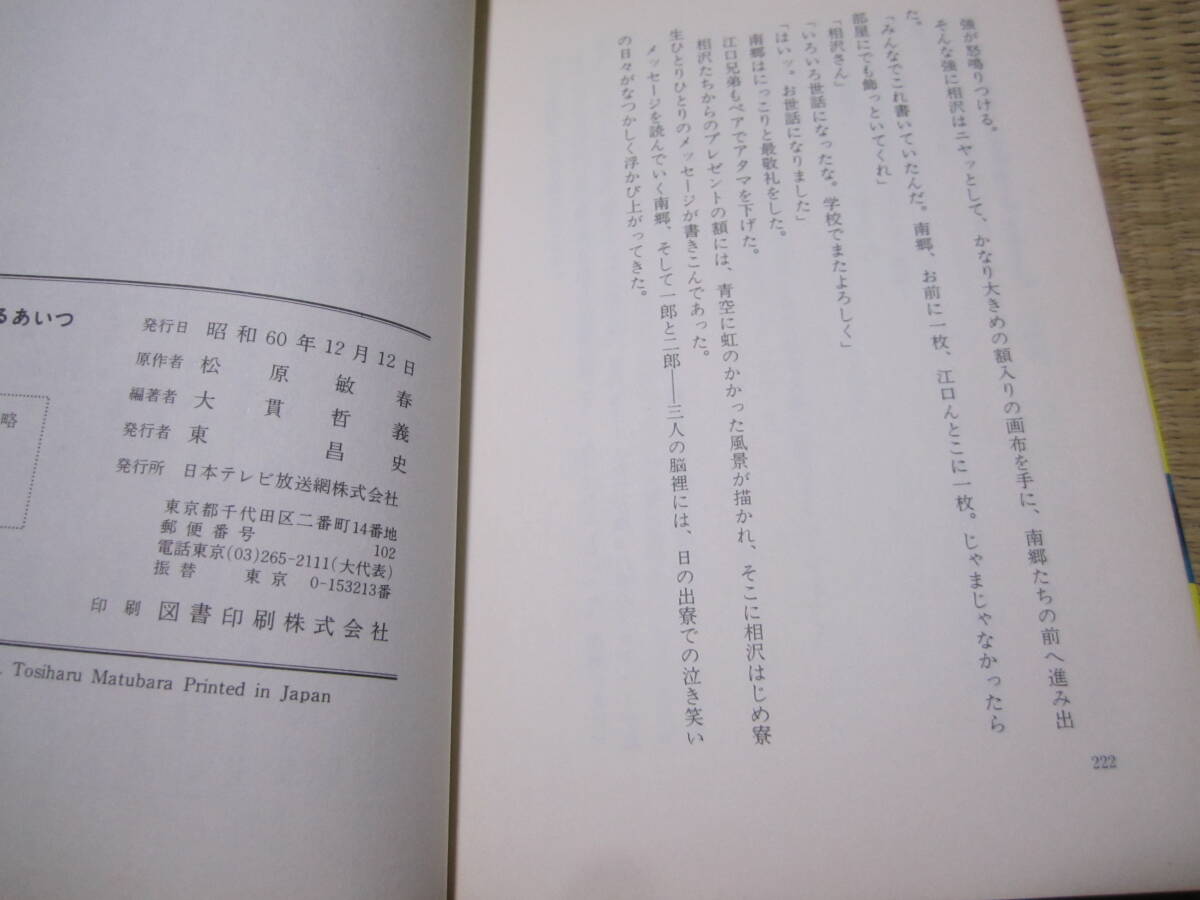 強が怒鳴りつける。
そんな強に相沢はニヤッとして、かなり大きめの額入りの画布を手に、南郷たちの前へ進み出
た。
「みんなでこれ書いていたんだ。南郷、お前に一枚、江口んとこに一枚。じゃまじゃなかったら
部屋にでも飾っといてくれ」
「相沢さん」
「いろいろ世話になったな。学校でまたよろしく」
「はいッ。お世話になりました」
南郷はにっこりと最敬礼をした。
江口兄弟もペアでアタマを下げた。
相沢たちからのプレゼントの額には、青空に虹のかかった風景が描かれ、そこに相沢はじめ寮
生ひとりひとりのメッセージが書きこんであった。
メッセージを読んでいく南郷、そして一郎と二郎——三人の脳裡には、日の出寮での泣き笑い
の日々がなつかしく浮かび上がってきた。
222
るあいつ
発行日 昭和60年12月12日
原作者 松原敏春
編著者 大貫哲義
発行者 東昌史
発行所 日本テレビ放送網株式会社
東京都千代田区二番町14番地
郵便番号 102
電話東京(03)265-2111(大代表)
振替 東京 0-153213番
印刷 図書印刷株式会社
略
Tosiharu Matubara Printed in Japan